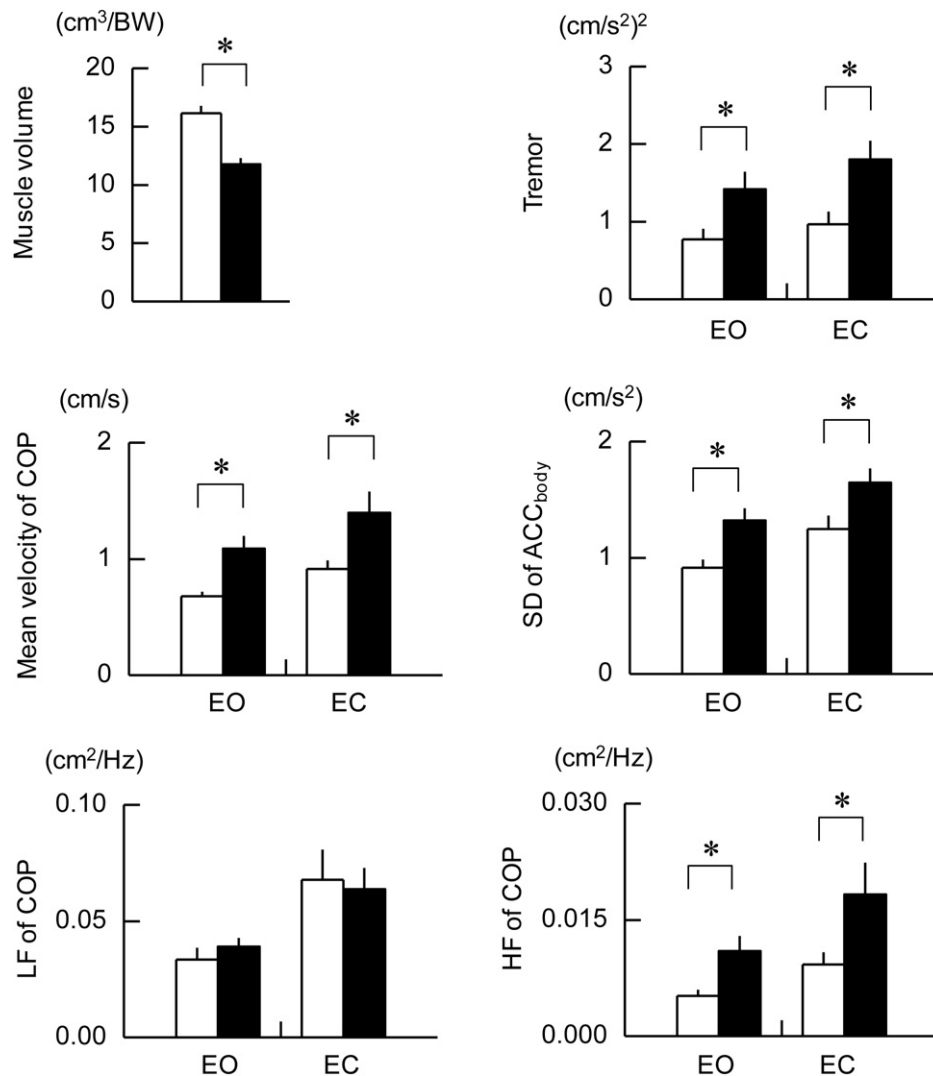 (cm³/BW)
*
20
15
10
5
0
Muscle volume
(cm/s²)²
*
*
3
2
1
0
Tremor
EO
EC
(cm/s)
*
*
2
1
0
Mean velocity of COP
EO
EC
(cm/s²)
*
*
2
1
0
SD of ACCbody
EO
EC
(cm²/Hz)
0.10
0.05
0.00
LF of COP
EO
EC
(cm²/Hz)
*
*
0.030
0.015
0.000
HF of COP
EO
EC